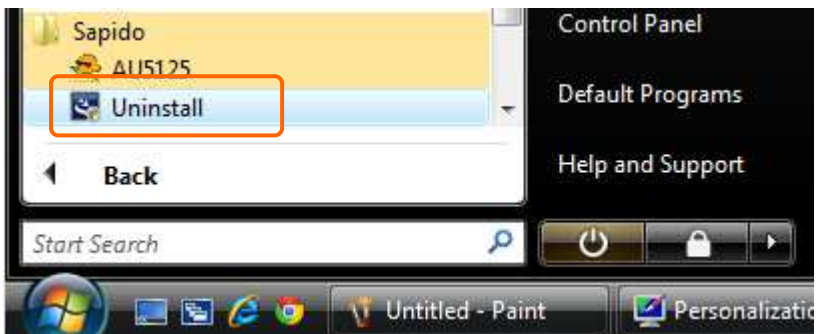 Sapido
AU5125
Uninstall
Back
Start Search
Control Panel
Default Programs
Help and Support
Untitled - Paint
Personalizatio